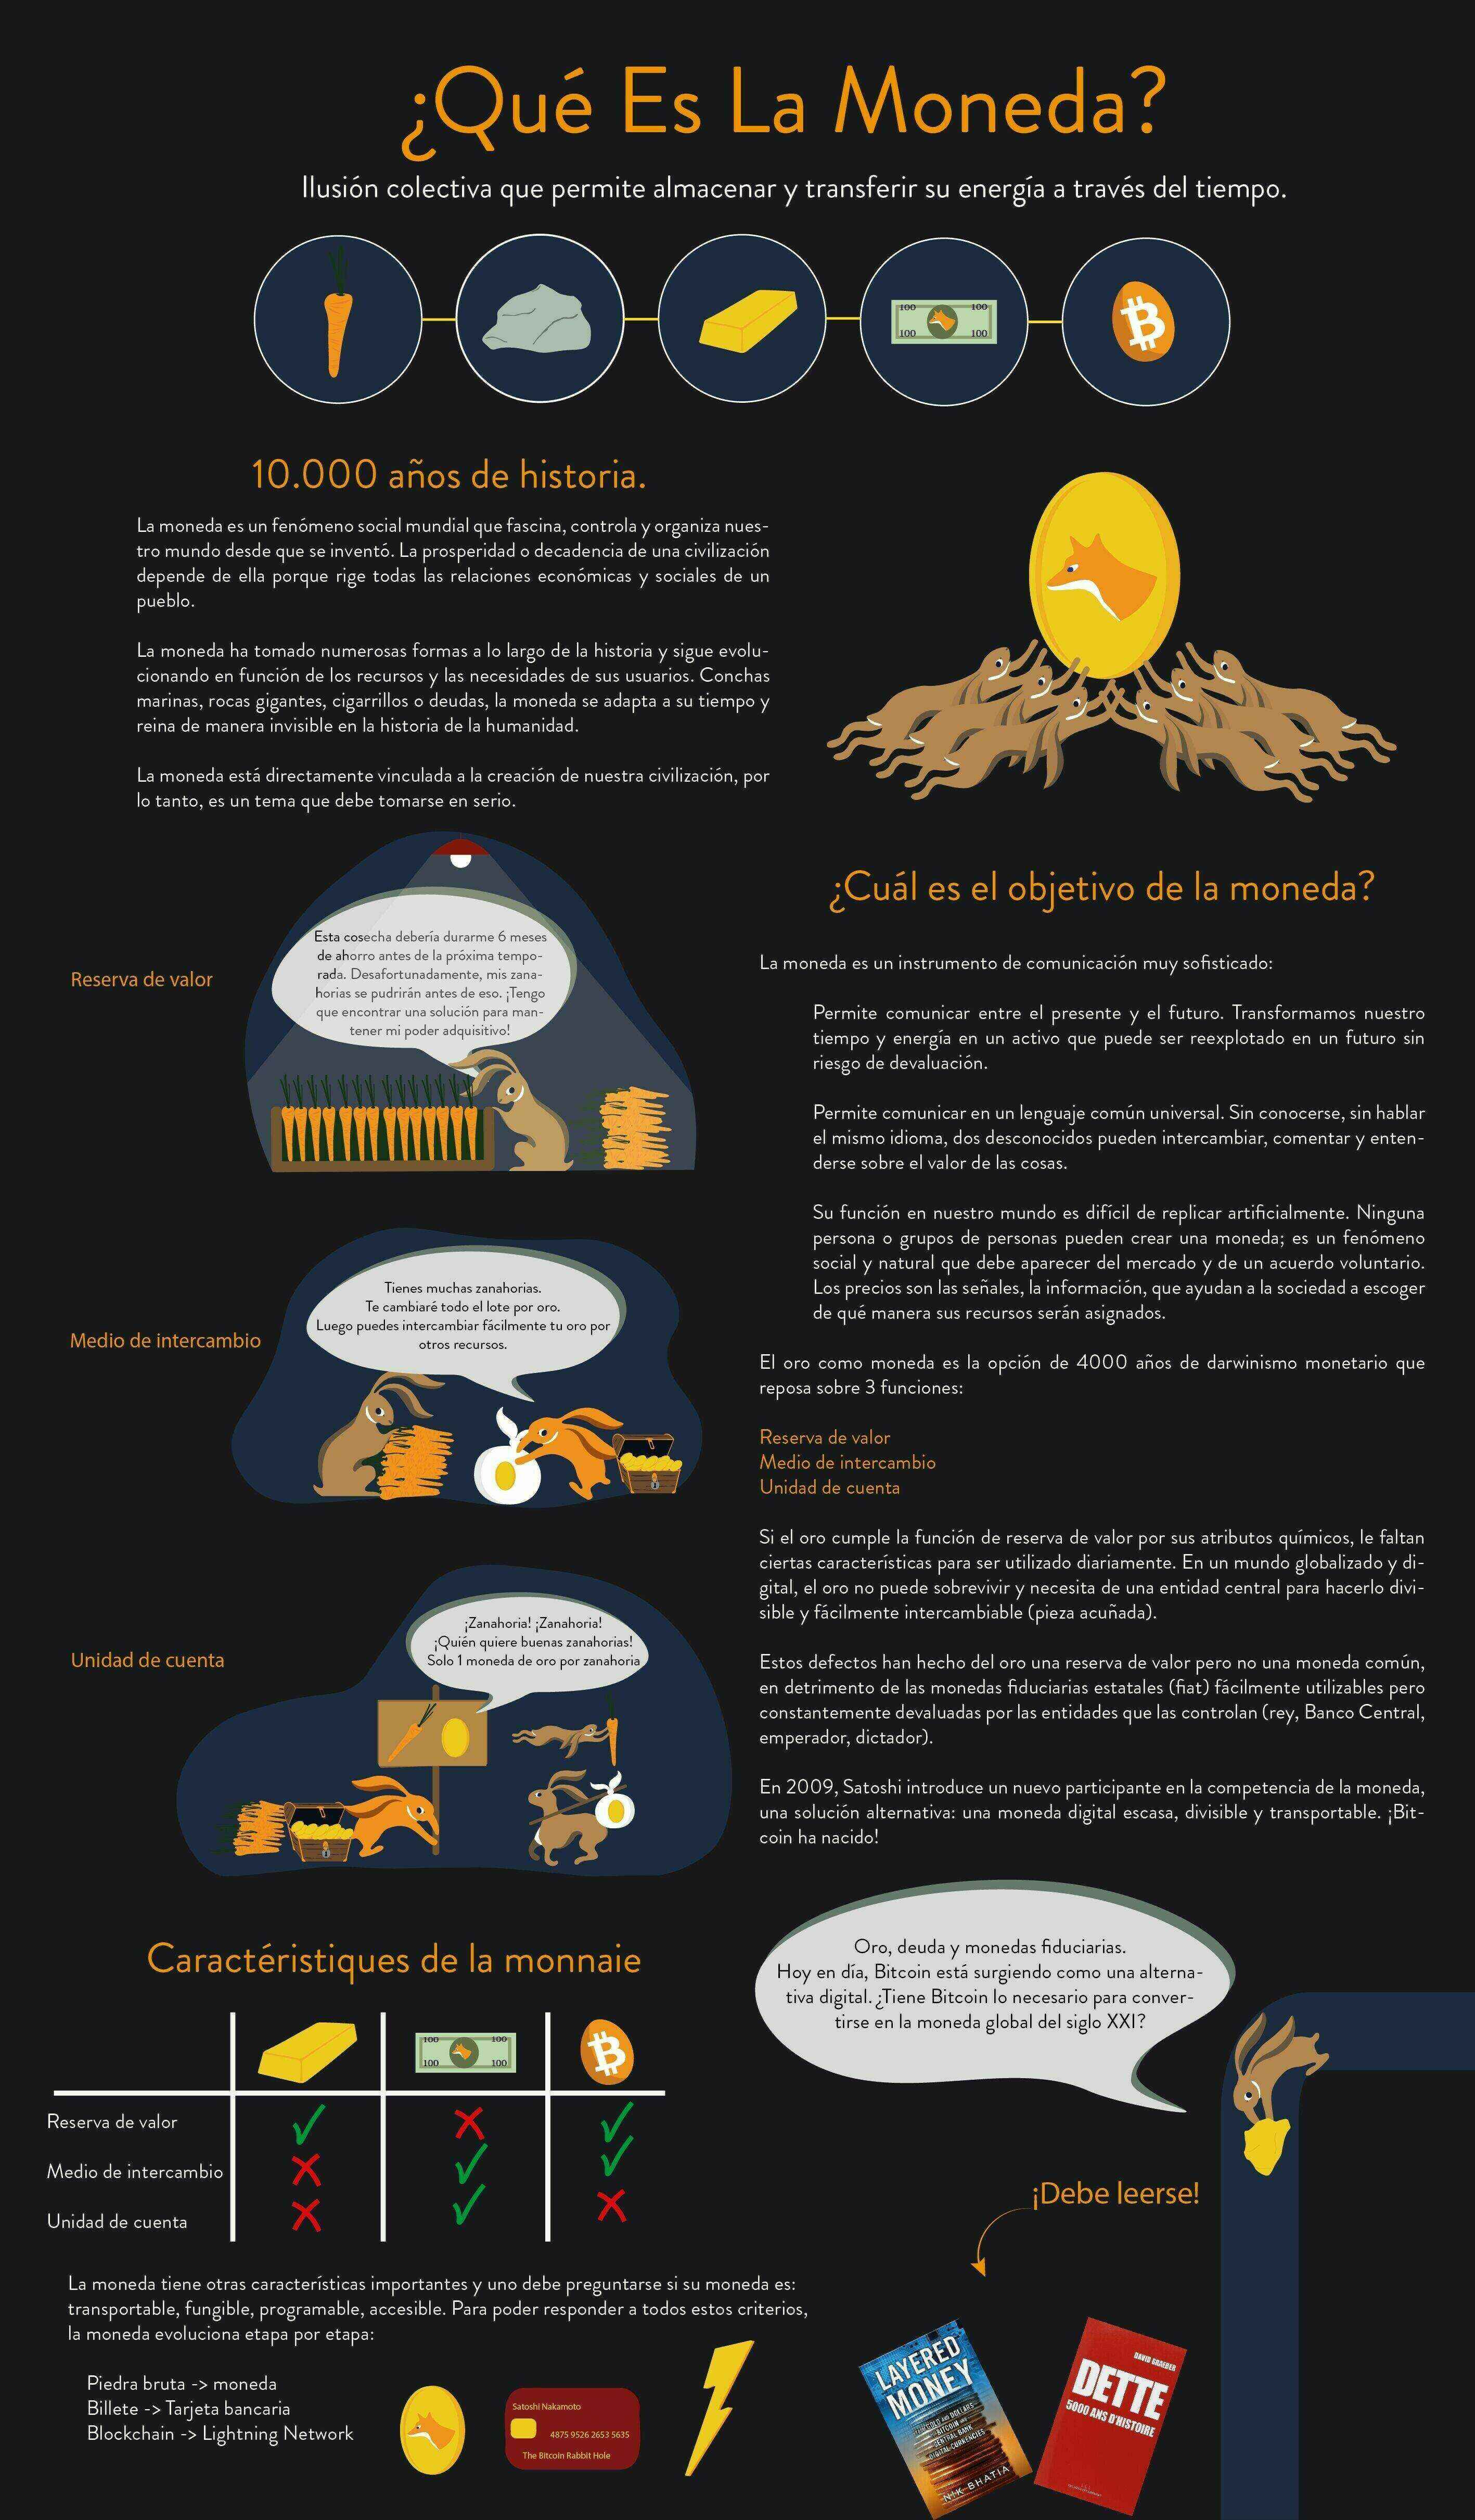 ¿Qué Es La Moneda?
Ilusión colectiva que permite almacenar y transferir su energía a través del tiempo.
100 100
100 100
10.000 años de historia.
La moneda es un fenómeno social mundial que fascina, controla y organiza nues-
tro mundo desde que se inventó. La prosperidad o decadencia de una civilización
depende de ella porque rige todas las relaciones económicas y sociales de un
pueblo.
La moneda ha tomado numerosas formas a lo largo de la historia y sigue evolu-
cionando en función de los recursos y las necesidades de sus usuarios. Conchas
marinas, rocas gigantes, cigarrillos o deudas, la moneda se adapta a su tiempo y
reina de manera invisible en la historia de la humanidad.
La moneda está directamente vinculada a la creación de nuestra civilización, por
lo tanto, es un tema que debe tomarse en serio.
Reserva de valor
Esta cosecha debería durarme 6 meses
de ahorro antes de la próxima tempo-
rada. Desafortunadamente, mis zana-
horias se pudrirán antes de eso. ¡Tengo
que encontrar una solución para man-
tener mi poder adquisitivo!
Medio de intercambio
Tienes muchas zanahorias.
Te cambiaré todo el lote por oro.
Luego puedes intercambiar fácilmente tu oro por
otros recursos.
Unidad de cuenta
¡Zanahoria! ¡Zanahoria!
¡Quién quiere buenas zanahorias!
Solo 1 moneda de oro por zanahoria
¿Cuál es el objetivo de la moneda?
La moneda es un instrumento de comunicación muy sofisticado:
Permite comunicar entre el presente y el futuro. Transformamos nuestro
tiempo y energía en un activo que puede ser reexplotado en un futuro sin
riesgo de devaluación.
Permite comunicar en un lenguaje común universal. Sin conocerse, sin hablar
el mismo idioma, dos desconocidos pueden intercambiar, comentar y enten-
derse sobre el valor de las cosas.
Su función en nuestro mundo es difícil de replicar artificialmente. Ninguna
persona o grupos de personas pueden crear una moneda; es un fenómeno
social y natural que debe aparecer del mercado y de un acuerdo voluntario.
Los precios son las señales, la información, que ayudan a la sociedad a escoger
de qué manera sus recursos serán asignados.
El oro como moneda es la opción de 4000 años de darwinismo monetario que
reposa sobre 3 funciones:
Reserva de valor
Medio de intercambio
Unidad de cuenta
Si el oro cumple la función de reserva de valor por sus atributos químicos, le faltan
ciertas características para ser utilizado diariamente. En un mundo globalizado y di-
gital, el oro no puede sobrevivir y necesita de una entidad central para hacerlo divi-
sible y fácilmente intercambiable (pieza acuñada).
Estos defectos han hecho del oro una reserva de valor pero no una moneda común,
en detrimento de las monedas fiduciarias estatales (fiat) fácilmente utilizables pero
constantemente devaluadas por las entidades que las controlan (rey, Banco Central,
emperador, dictador).
En 2009, Satoshi introduce un nuevo participante en la competencia de la moneda,
una solución alternativa: una moneda digital escasa, divisible y transportable. ¡Bit-
coin ha nacido!
Oro, deuda y monedas fiduciarias.
Hoy en día, Bitcoin está surgiendo como una alterna-
tiva digital. ¿Tiene Bitcoin lo necesario para conver-
tirse en la moneda global del siglo XXI?
Caractéristiques de la monnaie
100 100
100 100
Reserva de valor
Medio de intercambio
Unidad de cuenta
La moneda tiene otras características importantes y uno debe preguntarse si su moneda es:
transportable, fungible, programable, accesible. Para poder responder a todos estos criterios,
la moneda evoluciona etapa por etapa:
Piedra bruta -> moneda
Billete -> Tarjeta bancaria
Blockchain -> Lightning Network
Satoshi Nakamoto
4875 9526 2653 5635
The Bitcoin Rabbit Hole
¡Debe leerse!
LAYERED
MONEY
FROM GOLD AND DOLLARS
TO BITCOIN AND
CENTRAL BANK
DIGITAL CURRENCIES
NIK BHATIA
DAVID GRAEBER
DETTE
5000 ANS D'HISTOIRE